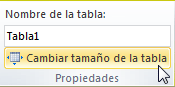 Nombre de la tabla:
Tabla1
Cambiar tamaño de la tabla
Propiedades